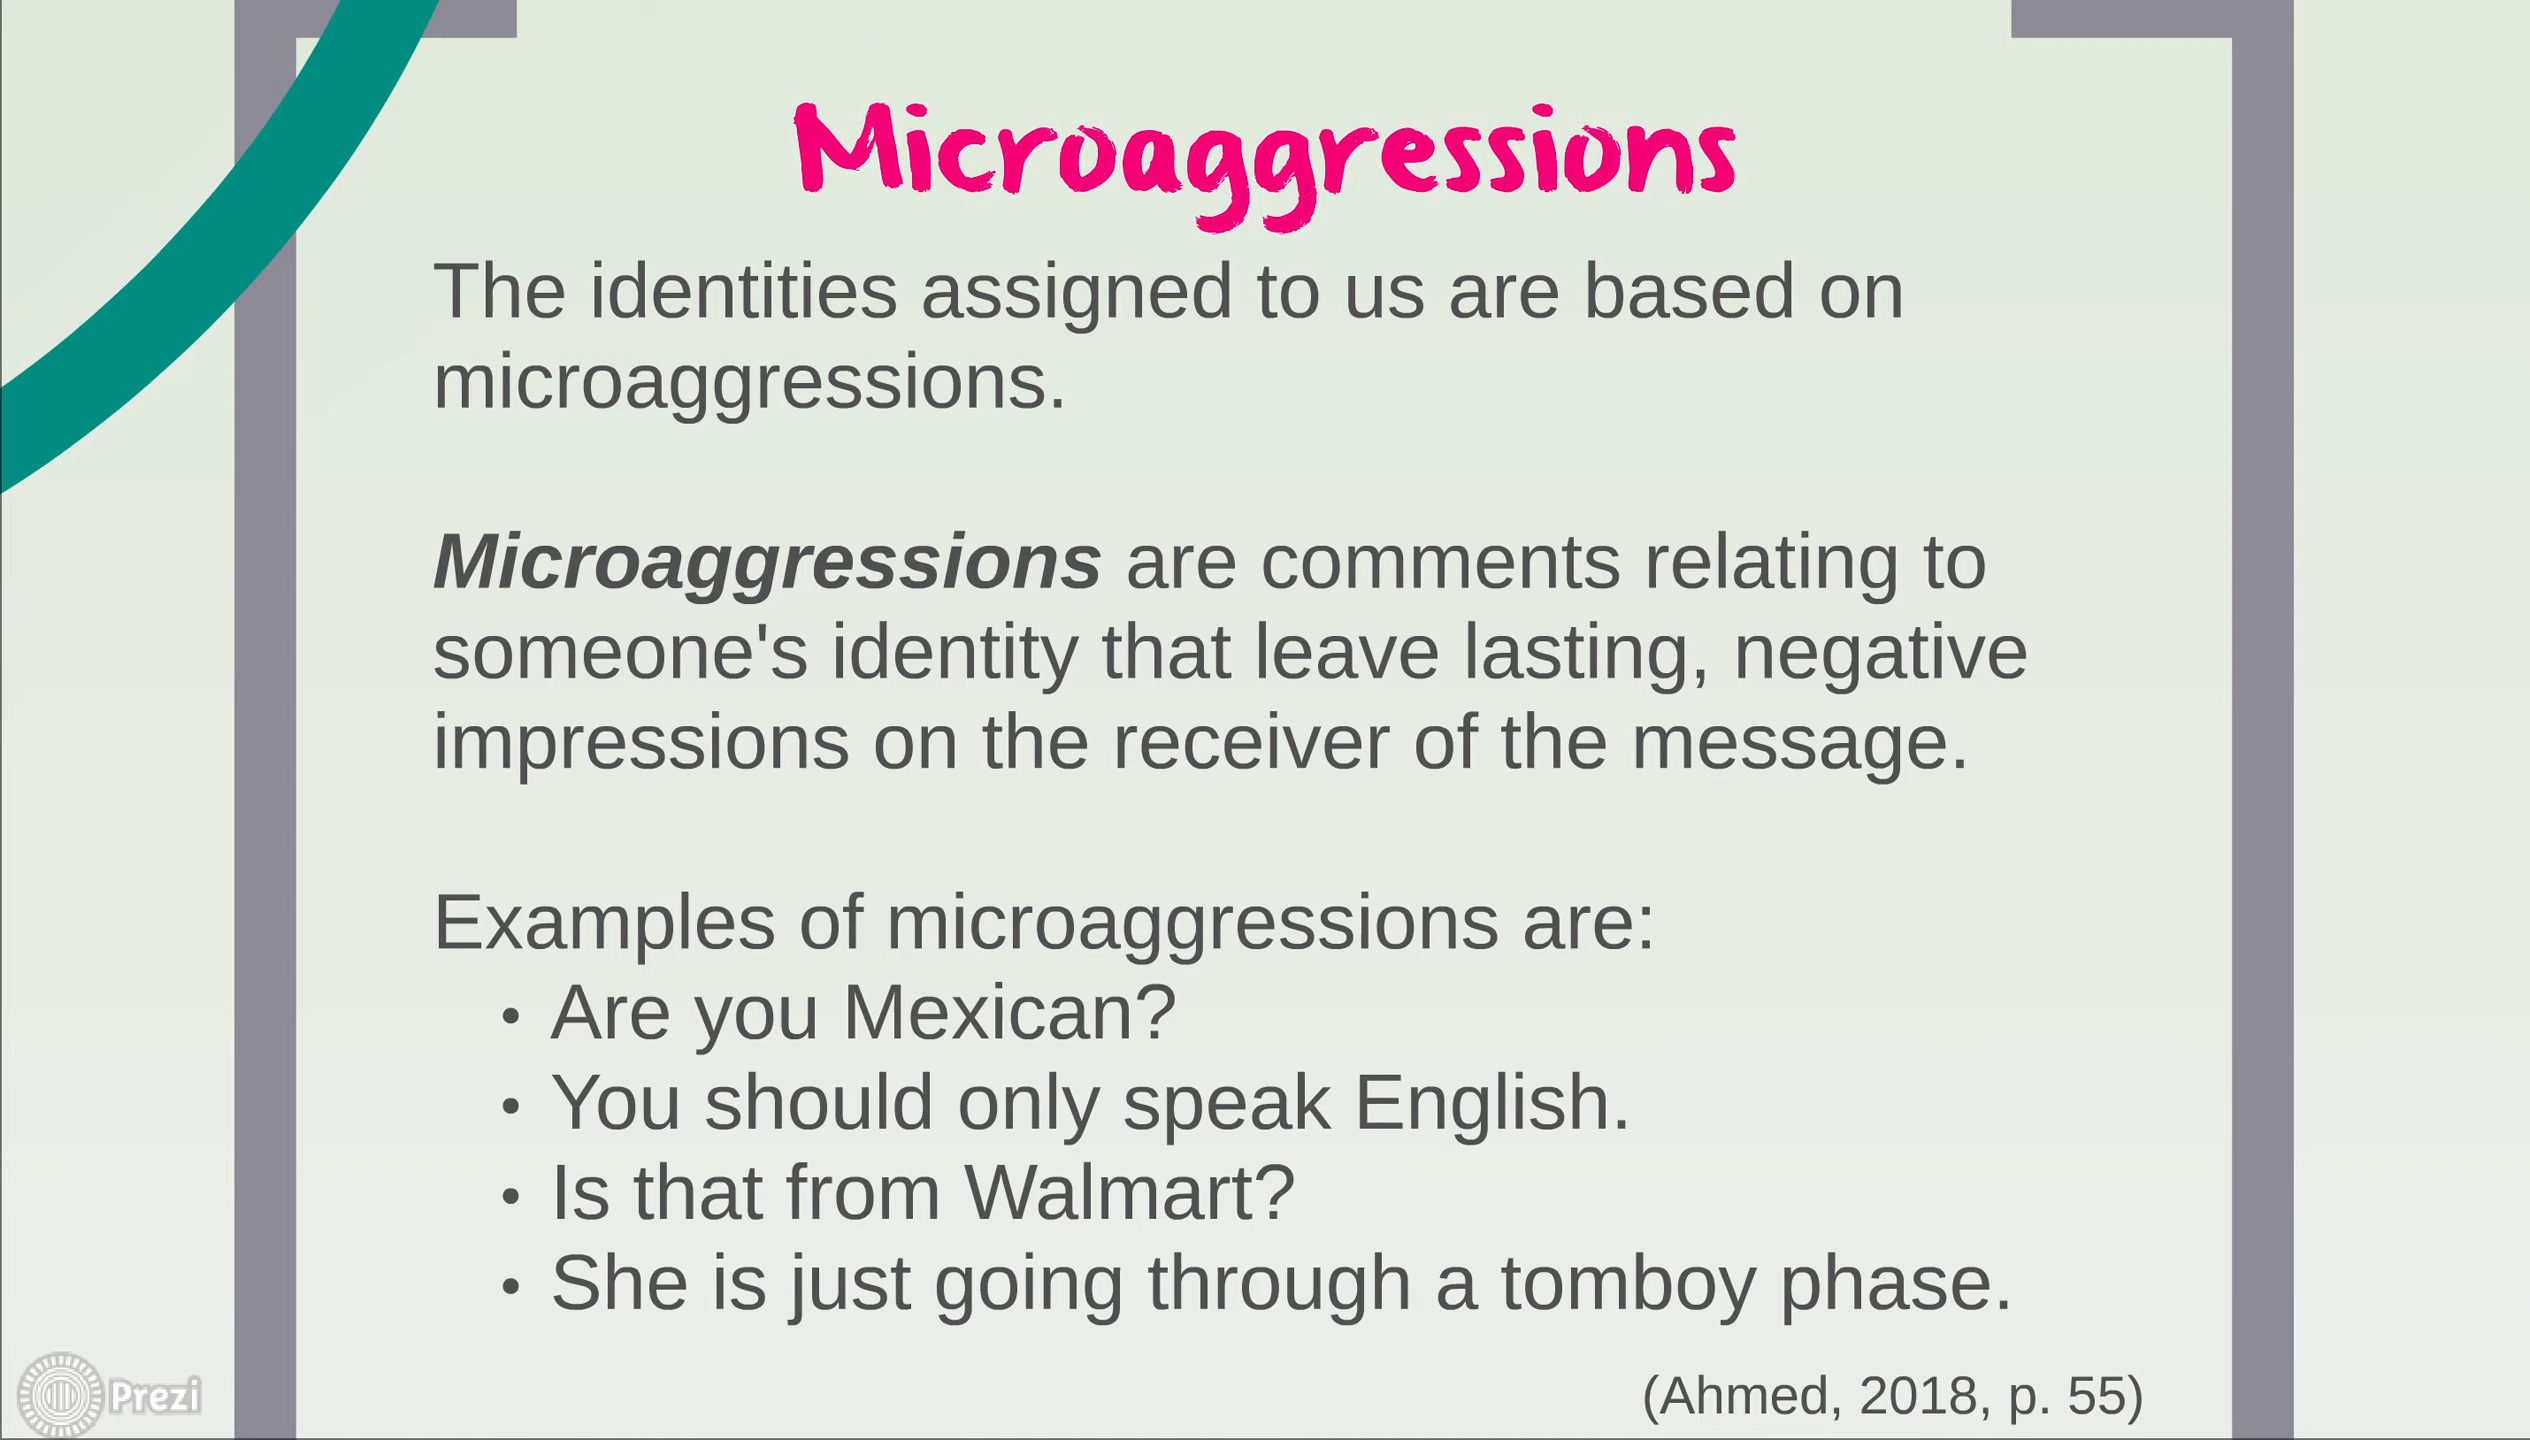 Microaggressions
The identities assigned to us are based on
microaggressions.
Microaggressions are comments relating to
someone's identity that leave lasting, negative
impressions on the receiver of the message.
Examples of microaggressions are:
• Are you Mexican?
• You should only speak English.
• Is that from Walmart?
• She is just going through a tomboy phase.
(Ahmed, 2018, p. 55)
Prezi